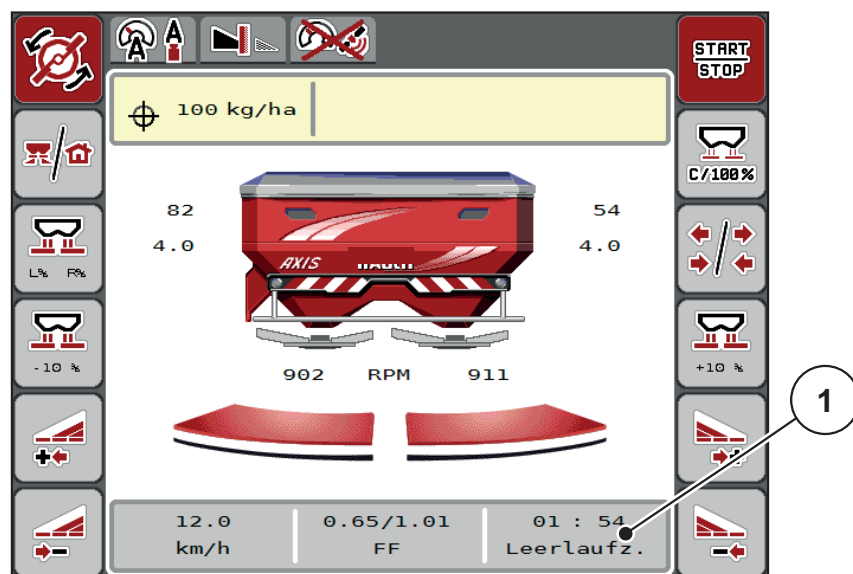 A A
START
STOP
100 kg/ha
C/100%
82 54
4.0 4.0
AXIS RAUCH
L% R%
902 RPM 911
-10 % +10 %
1
12.0 0.65/1.01 01 : 54
km/h FF Leerlaufz.